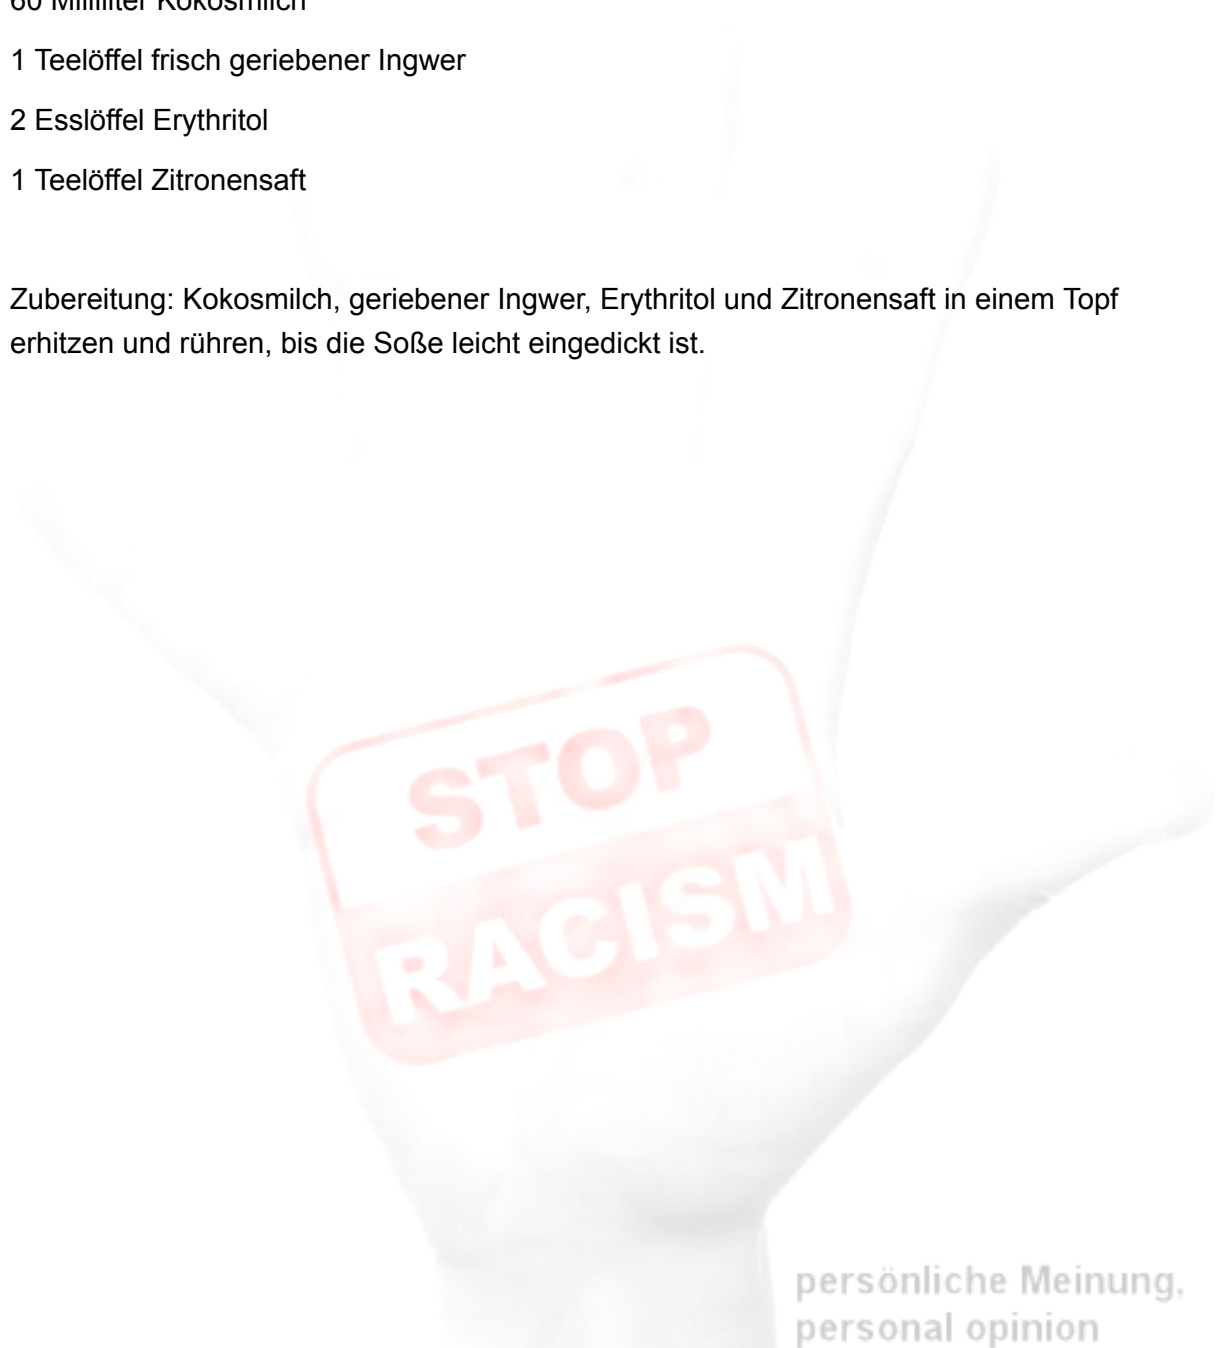 60 Milliliter Kokosmilch
1 Teelöffel frisch geriebener Ingwer
2 Esslöffel Erythritol
1 Teelöffel Zitronensaft
Zubereitung: Kokosmilch, geriebener Ingwer, Erythritol und Zitronensaft in einem Topf
erhitzen und rühren, bis die Soße leicht eingedickt ist.
STOP
RACISM
persönliche Meinung,
personal opinion